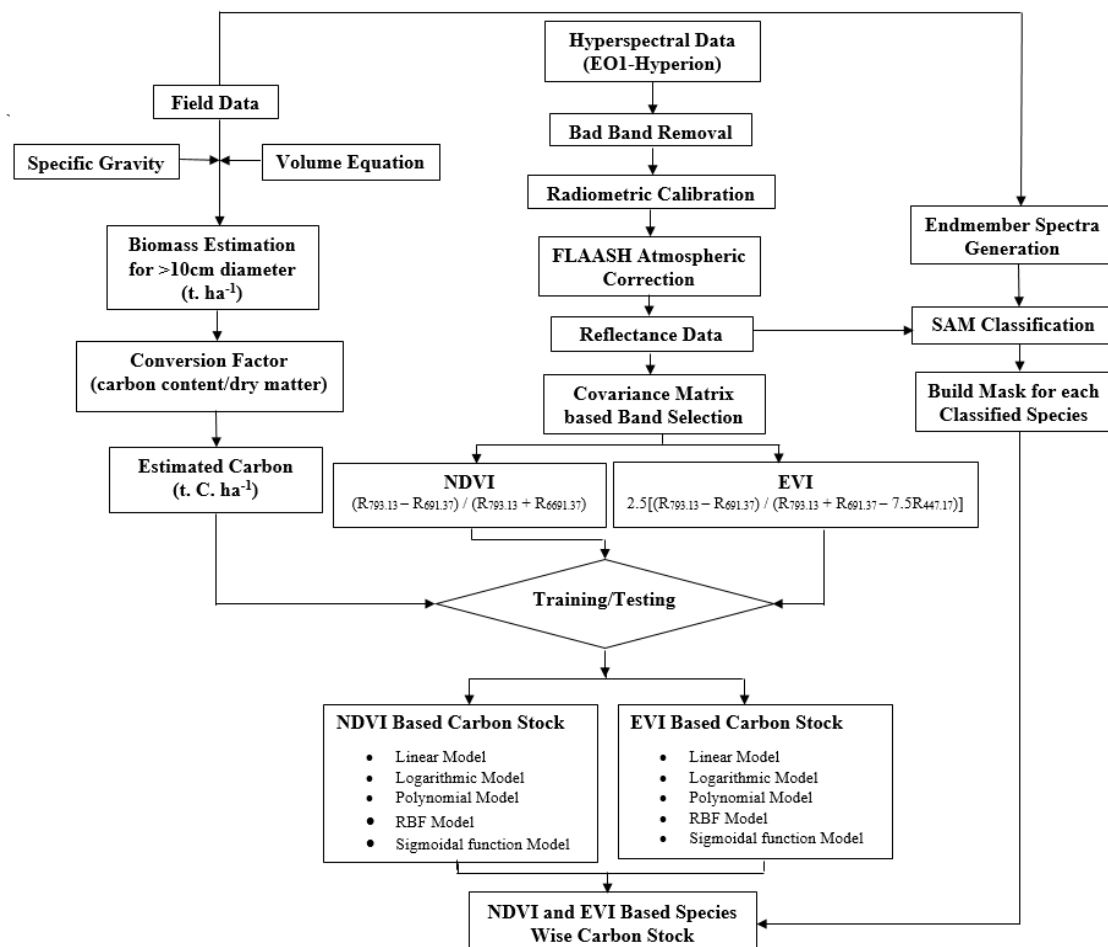 Hyperspectral Data
(EO1-Hyperion)
Field Data
Bad Band Removal
Specific Gravity
Volume Equation
Radiometric Calibration
Biomass Estimation
for >10cm diameter
(t. ha-1)
Endmember Spectra
Generation
FLAASH Atmospheric
Correction
Reflectance Data
SAM Classification
Conversion Factor
(carbon content/dry matter)
Covariance Matrix
based Band Selection
Build Mask for each
Classified Species
Estimated Carbon
(t. C. ha-1)
NDVI
(R793.13 – R691.37) / (R793.13 + R6691.37)
EVI
2.5[(R793.13 – R691.37) / (R793.13 + R691.37 – 7.5R447.17)]
Training/Testing
NDVI Based Carbon Stock
• Linear Model
• Logarithmic Model
• Polynomial Model
• RBF Model
• Sigmoidal function Model
EVI Based Carbon Stock
• Linear Model
• Logarithmic Model
• Polynomial Model
• RBF Model
• Sigmoidal function Model
NDVI and EVI Based Species
Wise Carbon Stock